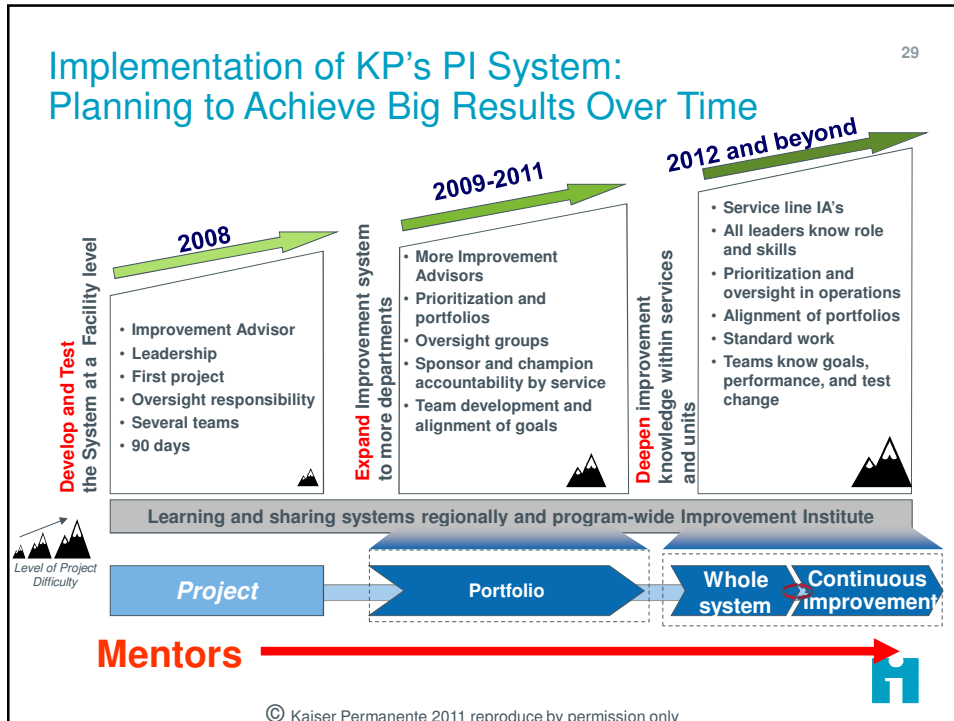 29
Implementation of KP's PI System:
Planning to Achieve Big Results Over Time
2008
2009-2011
2012 and beyond
Develop and Test
the System at a Facility level
• Improvement Advisor
• Leadership
• First project
• Oversight responsibility
• Several teams
• 90 days
Expand Improvement system
to more departments
• More Improvement
Advisors
• Prioritization and
portfolios
• Oversight groups
• Sponsor and champion
accountability by service
• Team development and
alignment of goals
Deepen improvement
knowledge within services
and units
• Service line IA's
• All leaders know role
and skills
• Prioritization and
oversight in operations
• Alignment of portfolios
• Standard work
• Teams know goals,
performance, and test
change
Learning and sharing systems regionally and program-wide Improvement Institute
Level of Project
Difficulty
Project
Portfolio
Whole
system
Continuous
Improvement
Mentors
© Kaiser Permanente 2011 reproduce by permission only